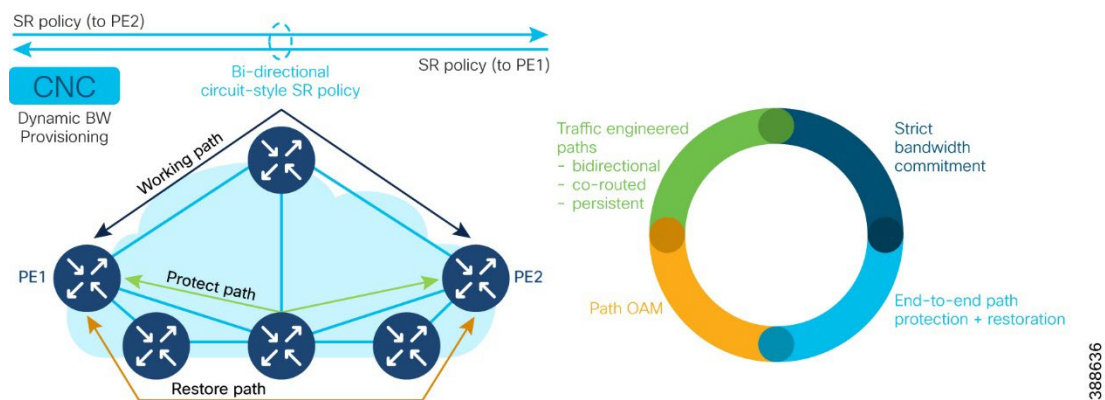 SR policy (to PE2)
SR policy (to PE1)
CNC
Dynamic BW
Provisioning
Bi-directional
circuit-style SR policy
Working path
PE1
PE2
Protect path
Restore path
Traffic engineered
paths
- bidirectional
- co-routed
- persistent
Strict
bandwidth
commitment
Path OAM
End-to-end path
protection + restoration
388636